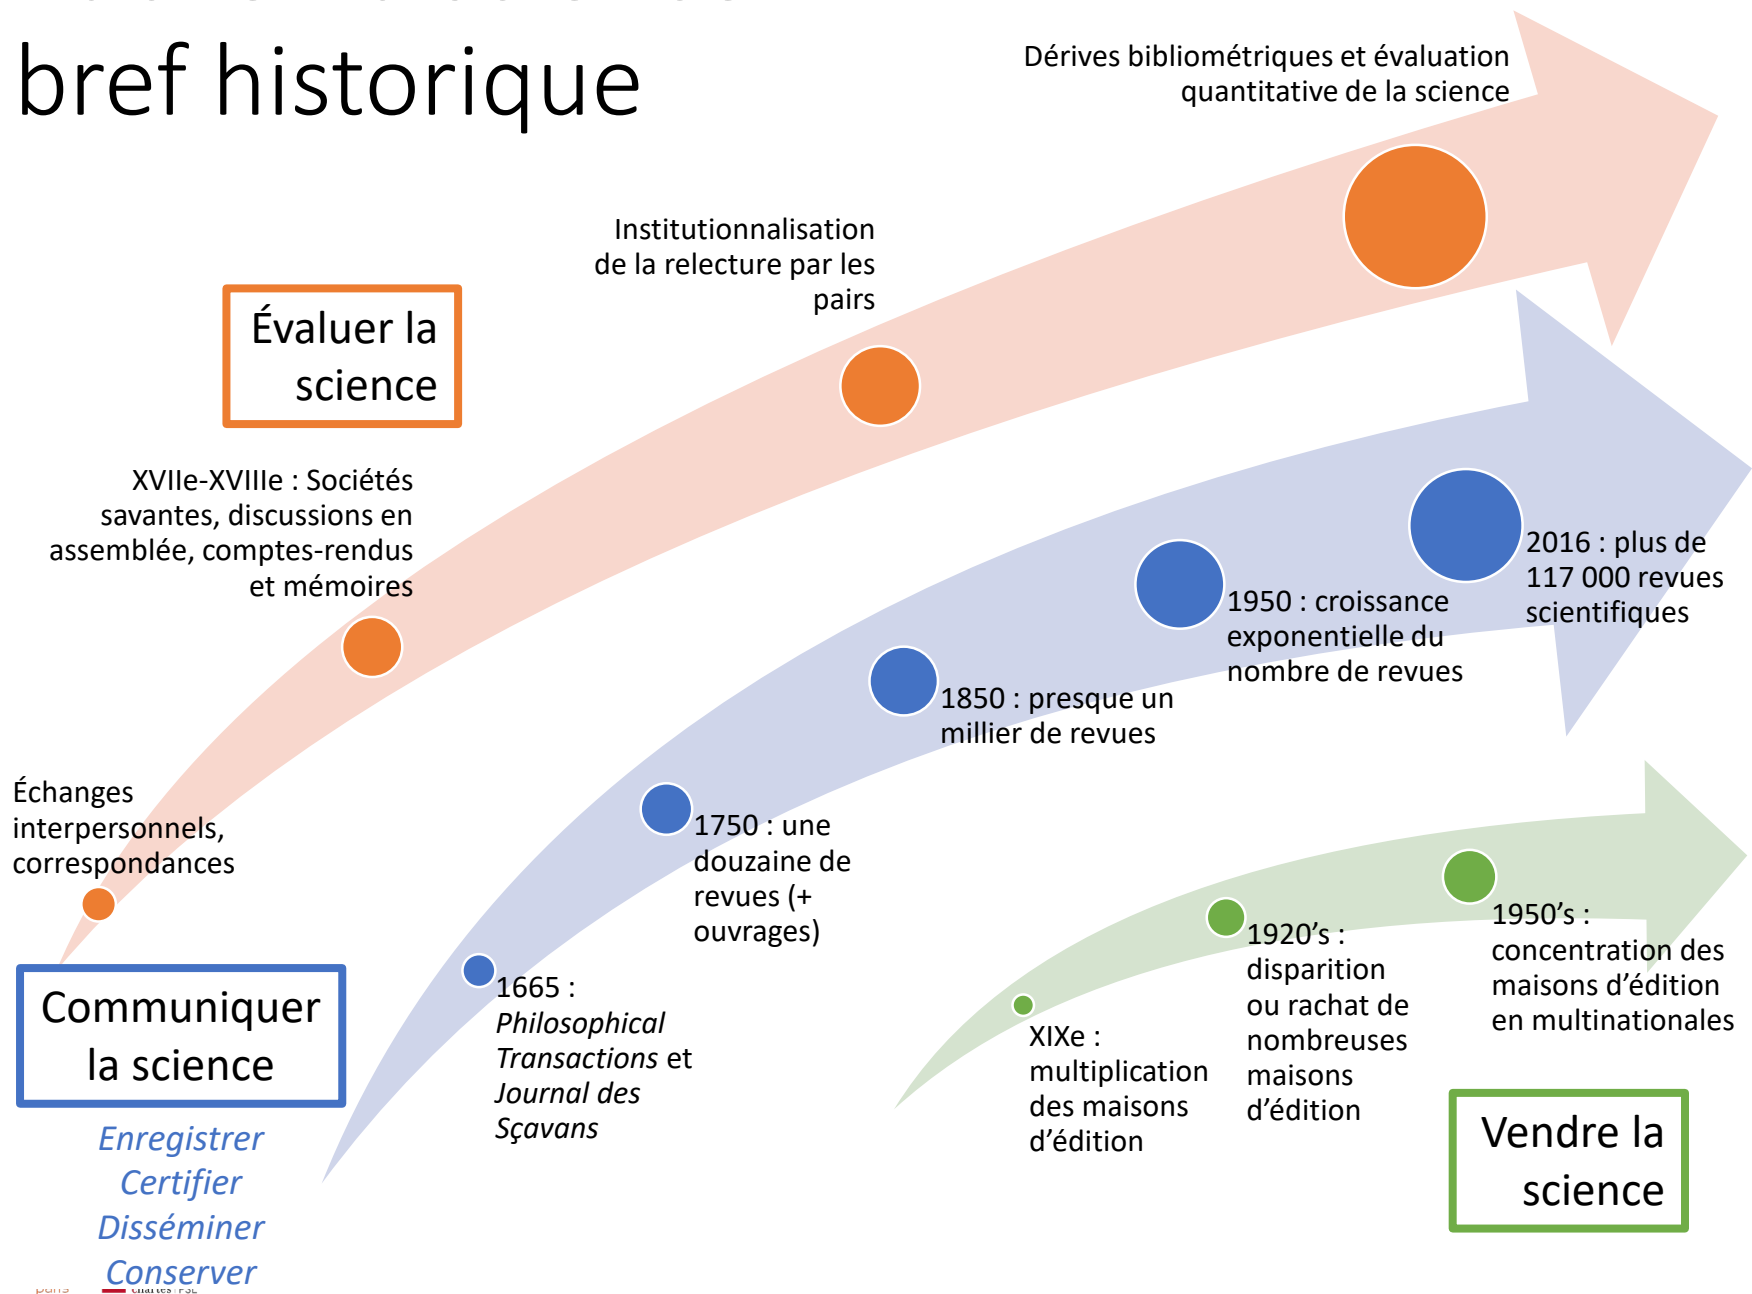 bref historique
Dérives bibliométriques et évaluation
quantitative de la science
Institutionnalisation
de la relecture par les
pairs
Évaluer la
science
XVIIe-XVIIIe : Sociétés
savantes, discussions en
assemblée, comptes-rendus
et mémoires
Échanges
interpersonnels,
correspondances
2016 : plus de
117 000 revues
scientifiques
1950 : croissance
exponentielle du
nombre de revues
1850 : presque un
millier de revues
1750 : une
douzaine de
revues (+
ouvrages)
1665 :
Philosophical
Transactions et
Journal des
Sçavans
Communiquer
la science
Enregistrer
Certifier
Disséminer
Conserver
XIXe :
multiplication
des maisons
d'édition
1920's :
disparition
ou rachat de
nombreuses
maisons
d'édition
1950's :
concentration des
maisons d'édition
en multinationales
Vendre la
science